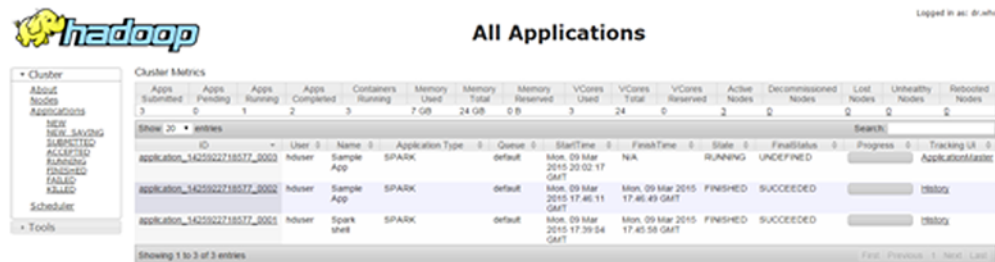 hadoop
All Applications
Logged in as: dr.who
Cluster
About
Nodes
Applications
NEW
NEW_SAVING
SUBMITTED
ACCEPTED
RUNNING
FINISHED
FAILED
KILLED
Scheduler
Tools
Cluster Metrics
Apps Submitted Apps Pending Apps Running Apps Completed Containers Running Memory Used Memory Total Memory Reserved VCores Used VCores Total VCores Reserved Active Nodes Decommissioned Nodes Lost Nodes Unhealthy Nodes Rebooted Nodes
3 0 1 2 3 7 GB 24 GB 0 B 3 24 0 3 0 0 0 0
Show 20 entries Search:
ID User Name Application Type Queue StartTime FinishTime State FinalStatus Progress Tracking UI
application_1425922718577_0003 hduser Sample App SPARK default Mon, 09 Mar 2015 20:02:17 GMT N/A RUNNING UNDEFINED ApplicationMaster
application_1425922718577_0002 hduser Sample App SPARK default Mon, 09 Mar 2015 17:46:11 GMT Mon, 09 Mar 2015 17:46:49 GMT FINISHED SUCCEEDED History
application_1425922718577_0001 hduser Spark shell SPARK default Mon, 09 Mar 2015 17:39:54 GMT Mon, 09 Mar 2015 17:45:58 GMT FINISHED SUCCEEDED History
Showing 1 to 3 of 3 entries First Previous 1 Next Last